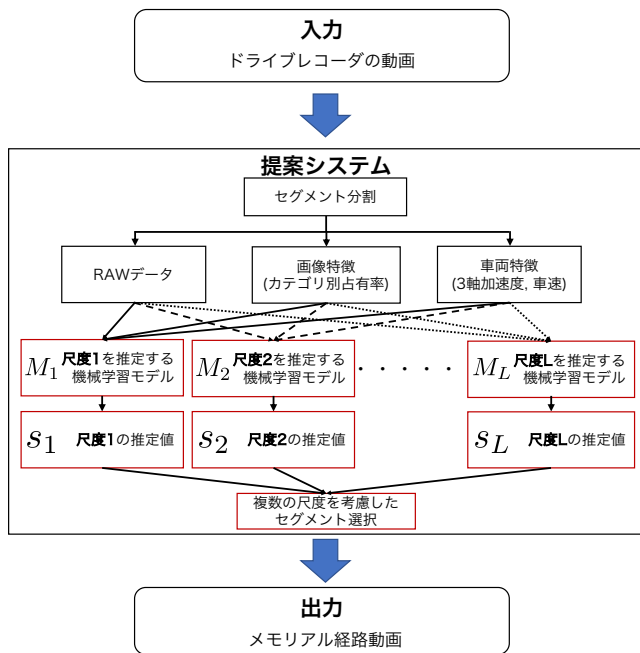 入力
ドライブレコーダの動画
提案システム
セグメント分割
RAWデータ
画像特徴
(カテゴリ別占有率)
車両特徴
(3軸加速度, 車速)
M_1 尺度1を推定する
機械学習モデル
M_2 尺度2を推定する
機械学習モデル
· · · · ·
M_L 尺度Lを推定する
機械学習モデル
s_1 尺度1の推定値
s_2 尺度2の推定値
s_L 尺度Lの推定値
複数の尺度を考慮した
セグメント選択
出力
メモリアル経路動画